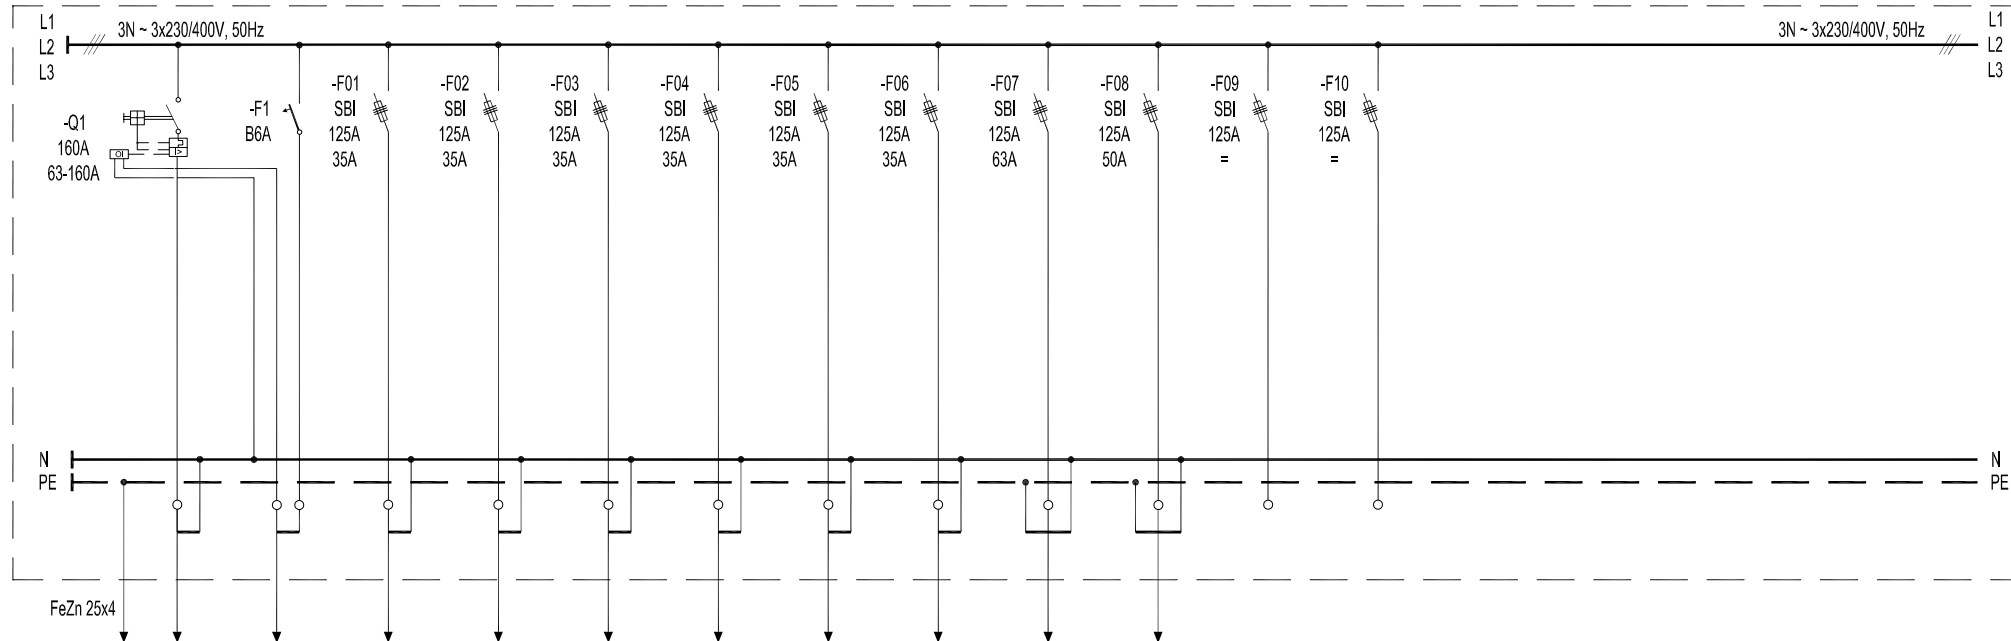 L1
3N ~ 3x230/400V, 50Hz
L2
L3
3N ~ 3x230/400V, 50Hz
L1
L2
L3
-Q1
160A
63-160A
-F1
B6A
-F01
SBI
125A
35A
-F02
SBI
125A
35A
-F03
SBI
125A
35A
-F04
SBI
125A
35A
-F05
SBI
125A
35A
-F06
SBI
125A
35A
-F07
SBI
125A
63A
-F08
SBI
125A
50A
-F09
SBI
125A
=
-F10
SBI
125A
=
N
PE
N
PE
FeZn 25x4